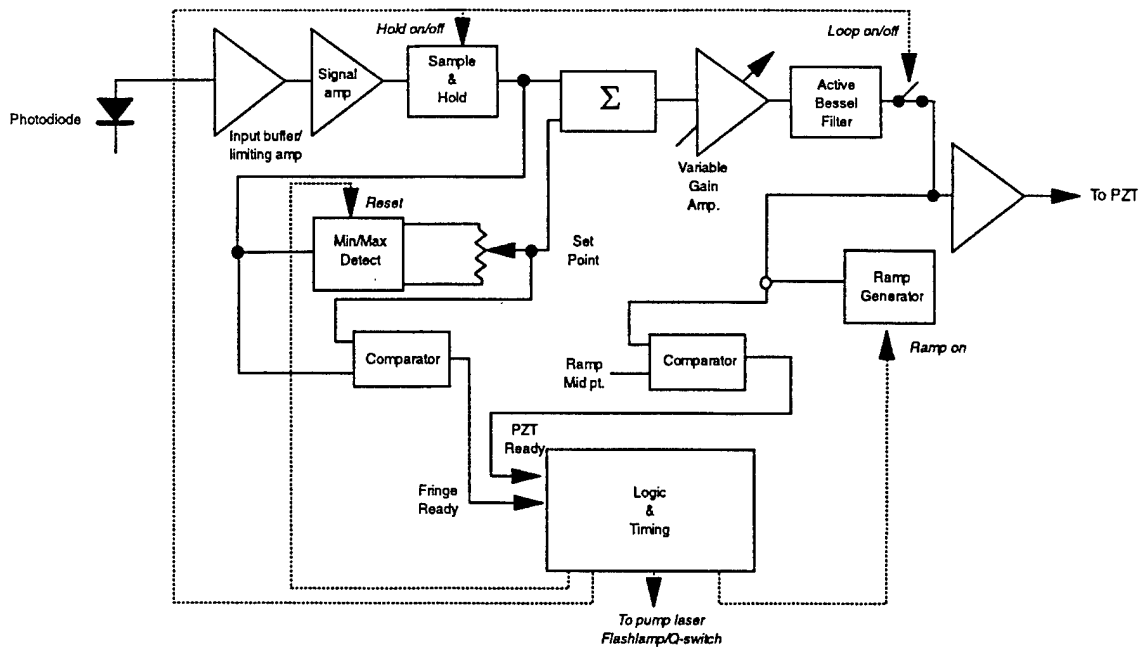 Hold on/off
Loop on/off
Photodiode
Input buffer/
limiting amp
Signal
amp
Sample
&
Hold
Σ
Variable
Gain
Amp.
Active
Bessel
Filter
To PZT
Reset
Min/Max
Detect
Set
Point
Ramp
Generator
Ramp on
Comparator
Ramp
Mid pt.
Comparator
PZT
Ready
Fringe
Ready
Logic
&
Timing
To pump laser
Flashlamp/Q-switch